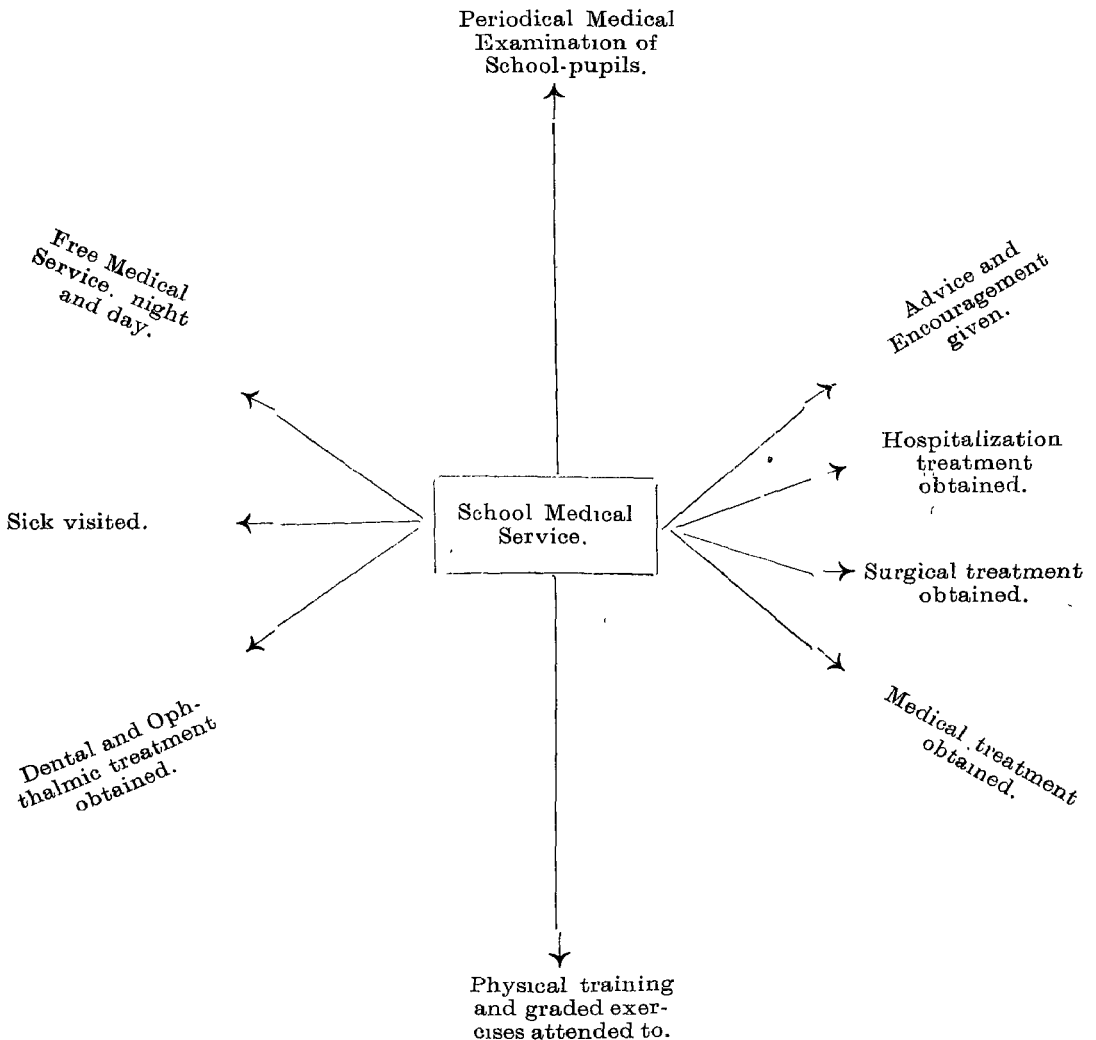 Periodical Medical
Examination of
School-pupils.
Free Medical
Service. night
and day.
Advice and
Encouragement
given.
Hospitalization
treatment
obtained.
Sick visited.
School Medical
Service.
Surgical treatment
obtained.
Dental and Oph-
thalmic treatment
obtained.
Medical treatment
obtained.
Physical training
and graded exer-
cises attended to.